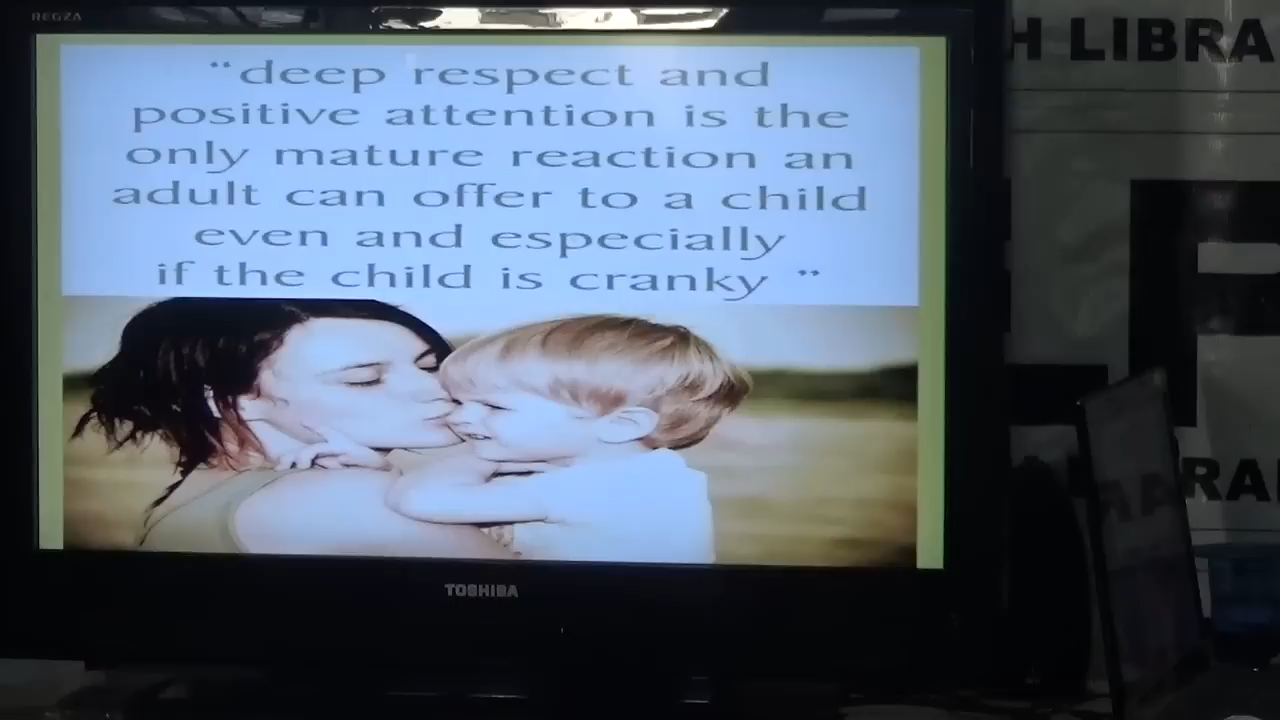 REGZA
“deep respect and
positive attention is the
only mature reaction an
adult can offer to a child
even and especially
if the child is cranky ”
TOSHIBA
H LIBRA